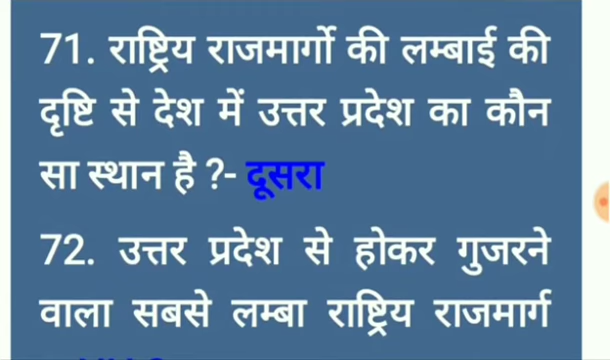 71. राष्ट्रिय राजमार्गो की लम्बाई की
दृष्टि से देश में उत्तर प्रदेश का कौन
सा स्थान है ?- दूसरा
72. उत्तर प्रदेश से होकर गुजरने
वाला सबसे लम्बा राष्ट्रिय राजमार्ग